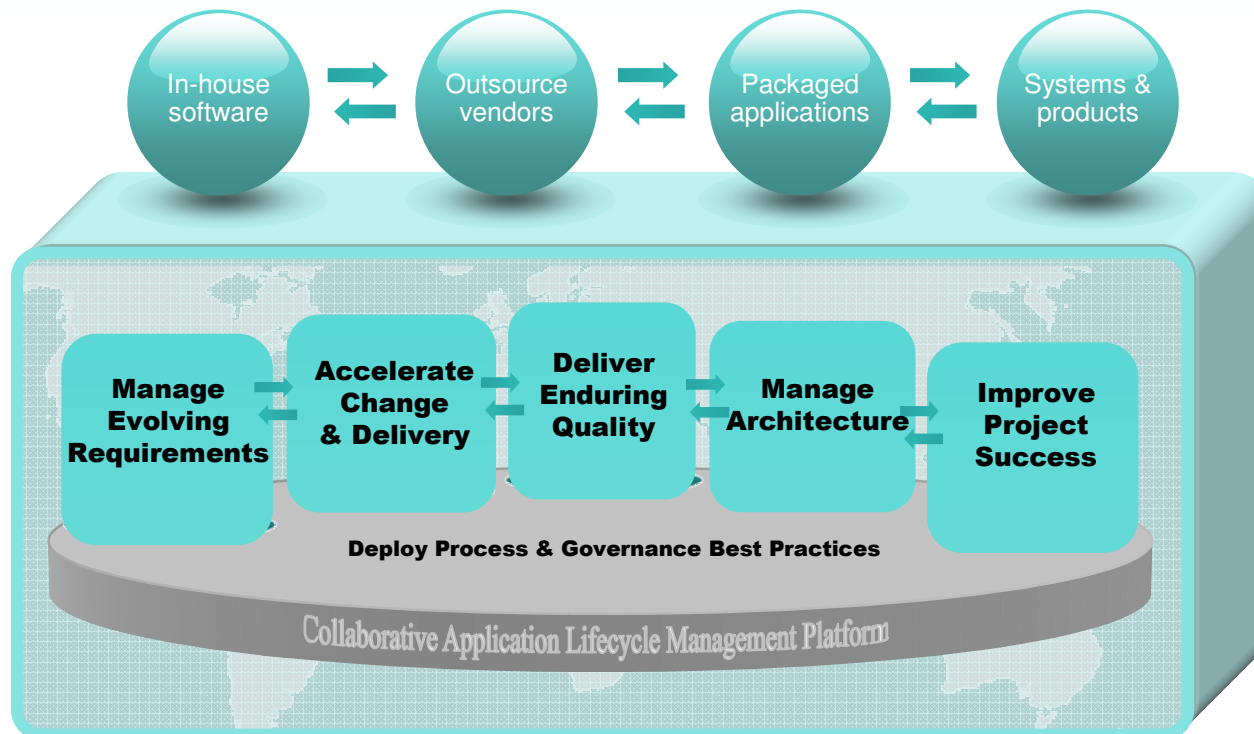 In-house
software
Outsource
vendors
Packaged
applications
Systems &
products
Manage
Evolving
Requirements
Accelerate
Change
& Delivery
Deliver
Enduring
Quality
Manage
Architecture
Improve
Project
Success
Deploy Process & Governance Best Practices
Collaborative Application Lifecycle Management Platform